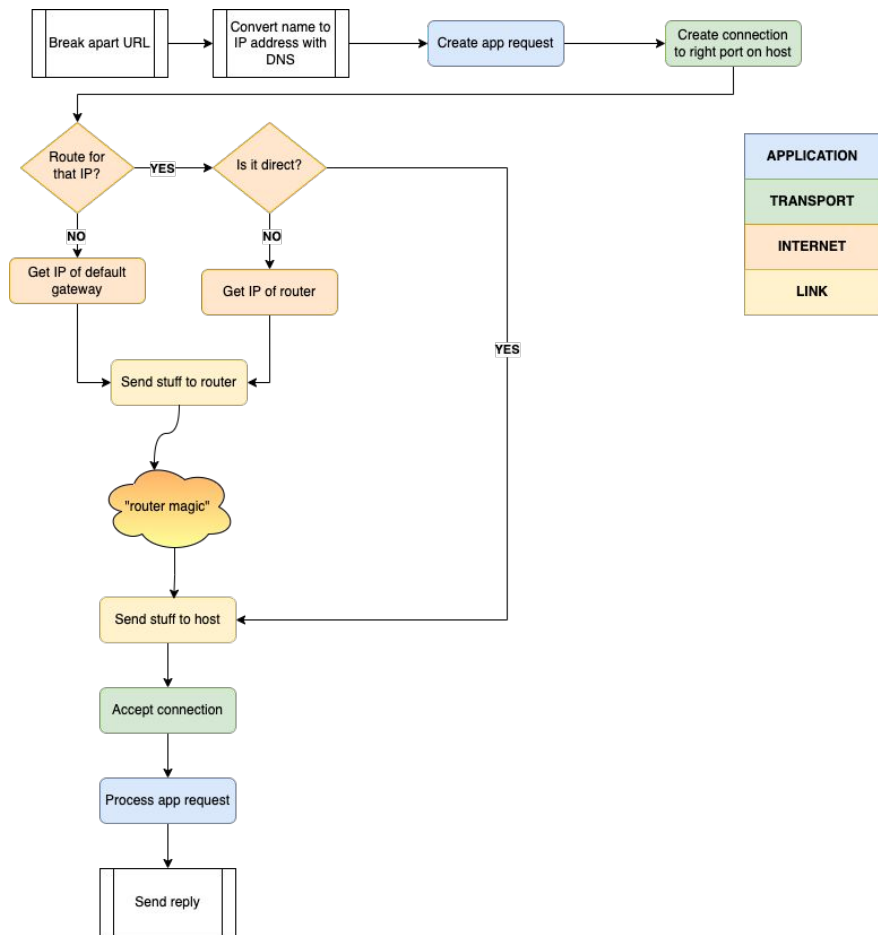 Break apart URL
Convert name to
IP address with
DNS
Create app request
Create connection
to right port on host
Route for
that IP?
YES
Is it direct?
NO
NO
Get IP of default
gateway
Get IP of router
YES
Send stuff to router
"router magic"
Send stuff to host
Accept connection
Process app request
Send reply
APPLICATION
TRANSPORT
INTERNET
LINK